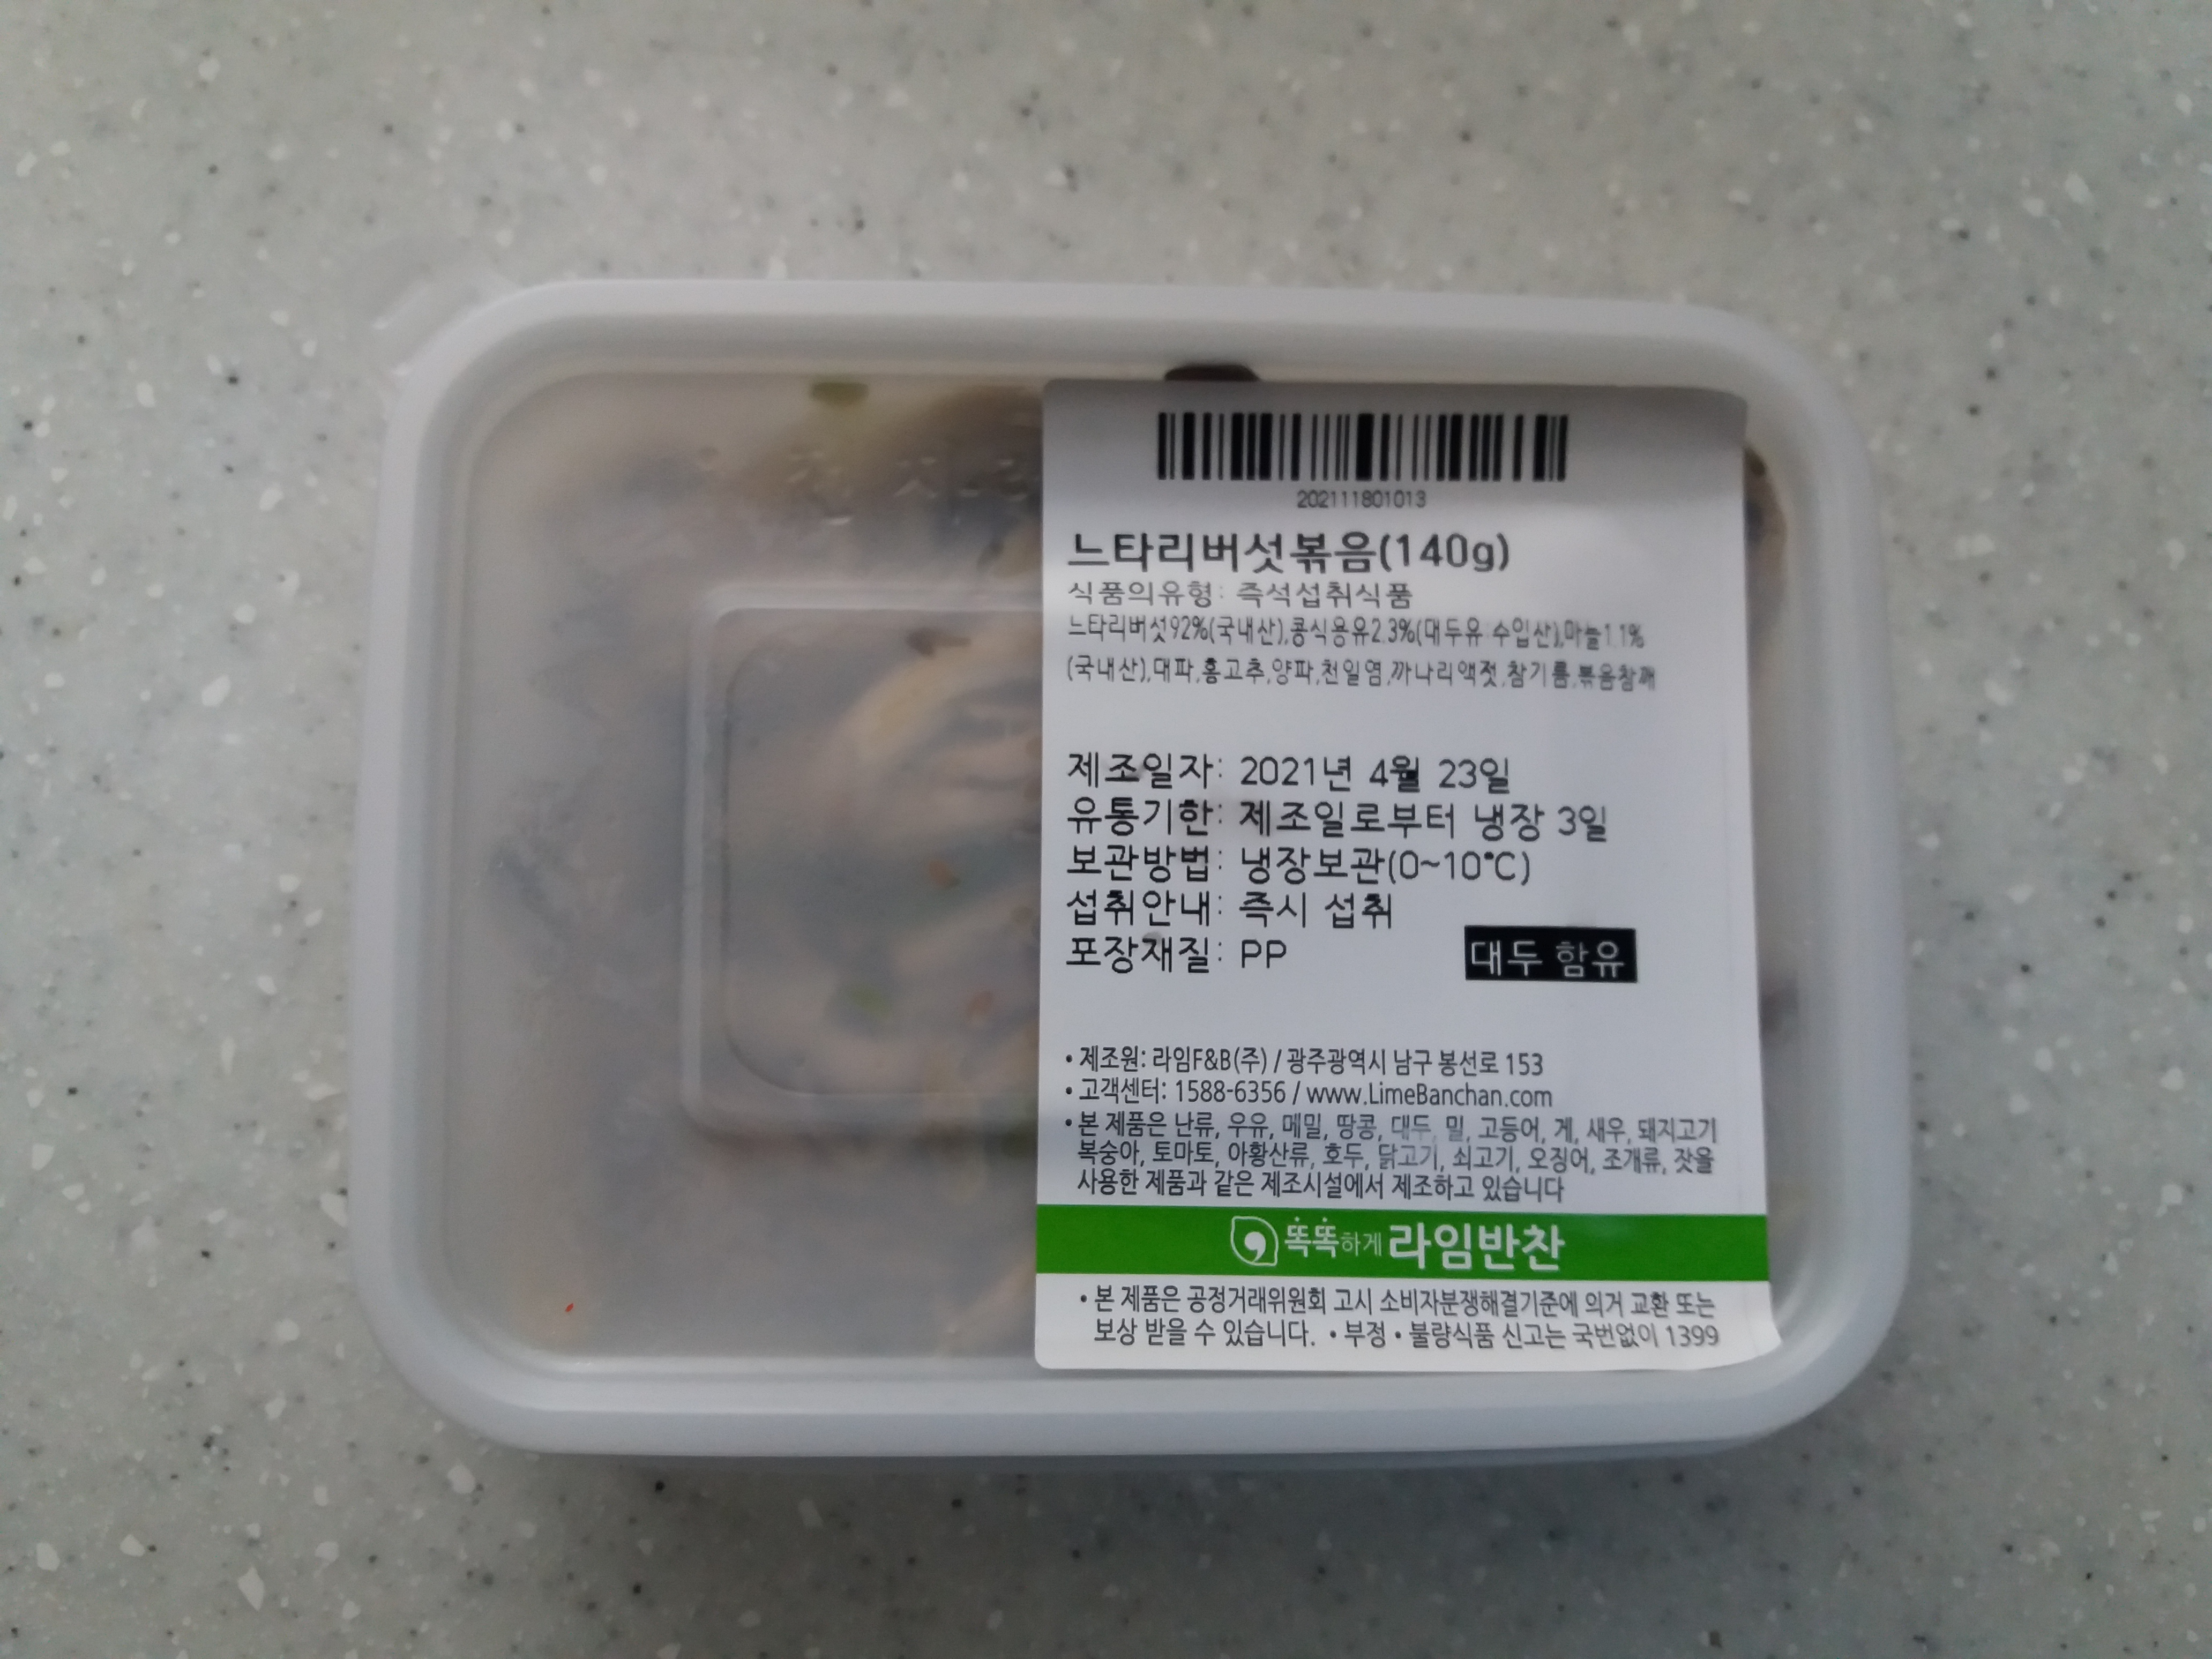 202111801013
느타리버섯볶음(140g)
식품의유형: 즉석섭취식품
느타리버섯92%(국내산),콩식용유2.3%(대두유:수입산),마늘1.1%
(국내산),대파,홍고추,양파,천일염,까나리액젓,참기름,볶음참깨
제조일자: 2021년 4월 23일
유통기한: 제조일로부터 냉장 3일
보관방법: 냉장보관(0~10℃)
섭취안내: 즉시 섭취
포장재질: PP
대두 함유
• 제조원: 라임F&B(주) / 광주광역시 남구 봉선로 153
• 고객센터: 1588-6356 / www.LimeBanchan.com
• 본 제품은 난류, 우유, 메밀, 땅콩, 대두, 밀, 고등어, 게, 새우, 돼지고기
복숭아, 토마토, 아황산류, 호두, 닭고기, 쇠고기, 오징어, 조개류, 잣을
사용한 제품과 같은 제조시설에서 제조하고 있습니다
똑똑하게 라임반찬
• 본 제품은 공정거래위원회 고시 소비자분쟁해결기준에 의거 교환 또는
보상 받을 수 있습니다. • 부정 • 불량식품 신고는 국번없이 1399